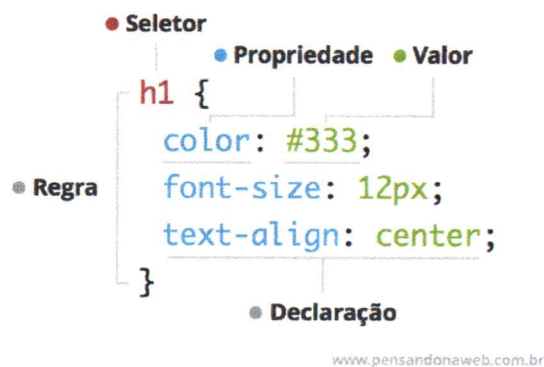 Seletor
Propriedade Valor
h1 {
color: #333;
Regra
font-size: 12px;
text-align: center;
}
Declaração
www.pensandonaweb.com.br